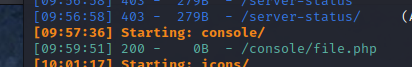 [09:56:58] 403 -  279B  - /server-status
[09:56:58] 403 -  279B  - /server-status/     (A
[09:57:36] Starting: console/
[09:59:51] 200 -    0B  - /console/file.php
[10:01:17] Starting: icons/